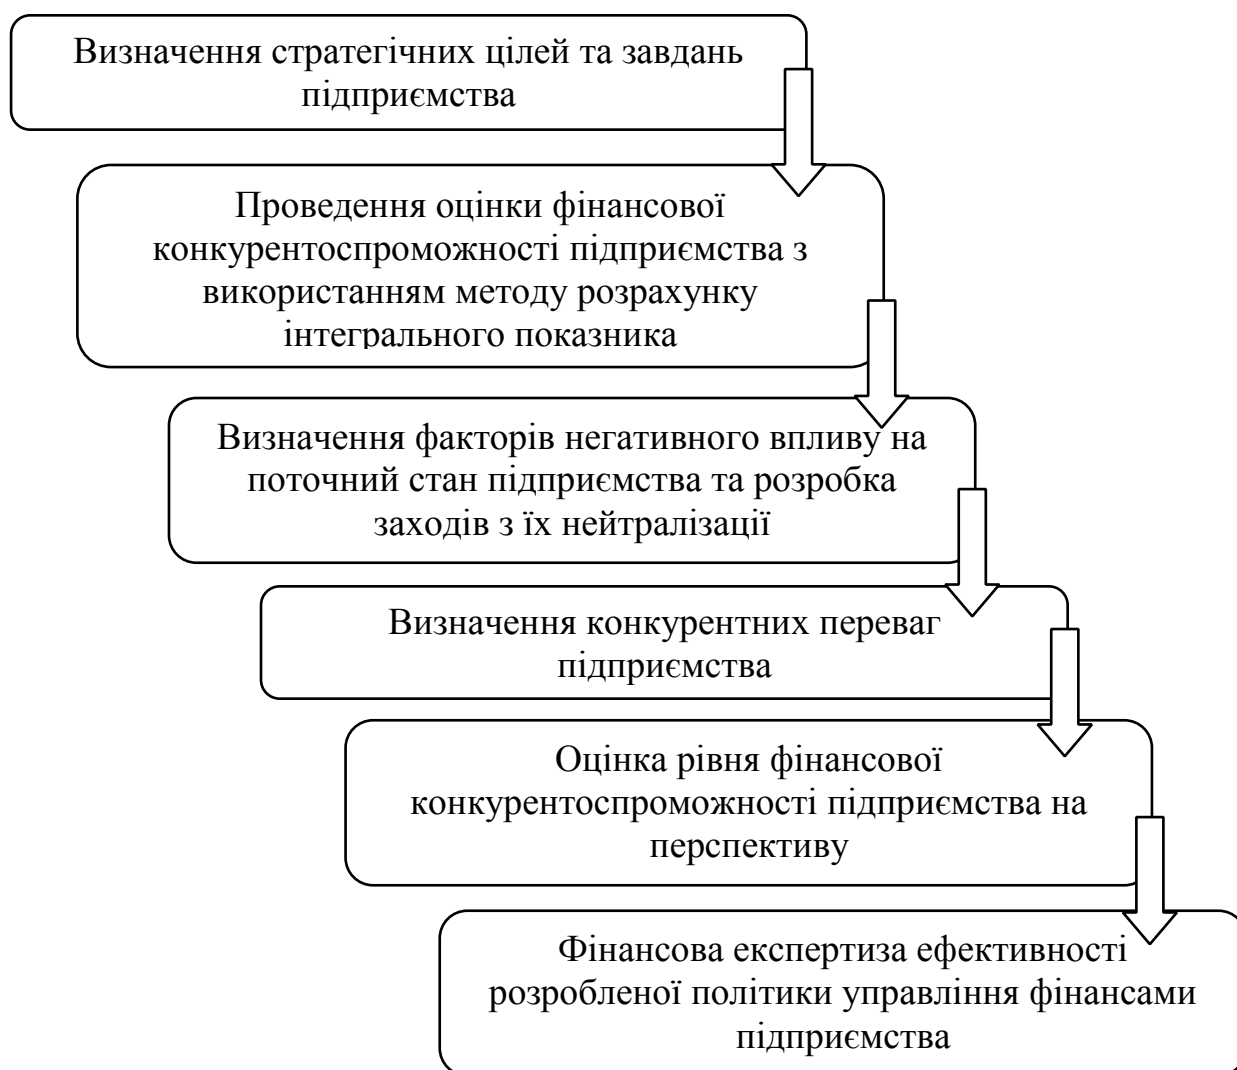 Визначення стратегічних цілей та завдань
підприємства
Проведення оцінки фінансової
конкурентоспроможності підприємства з
використанням методу розрахунку
інтегрального показника
Визначення факторів негативного впливу на
поточний стан підприємства та розробка
заходів з їх нейтралізації
Визначення конкурентних переваг
підприємства
Оцінка рівня фінансової
конкурентоспроможності підприємства на
перспективу
Фінансова експертиза ефективності
розробленої політики управління фінансами
підприємства